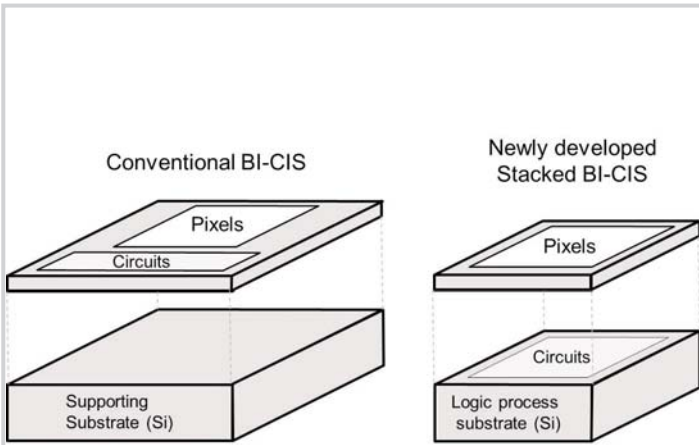 Conventional BI-CIS
Pixels
Circuits
Supporting
Substrate (Si)
Newly developed
Stacked BI-CIS
Pixels
Circuits
Logic process
substrate (Si)